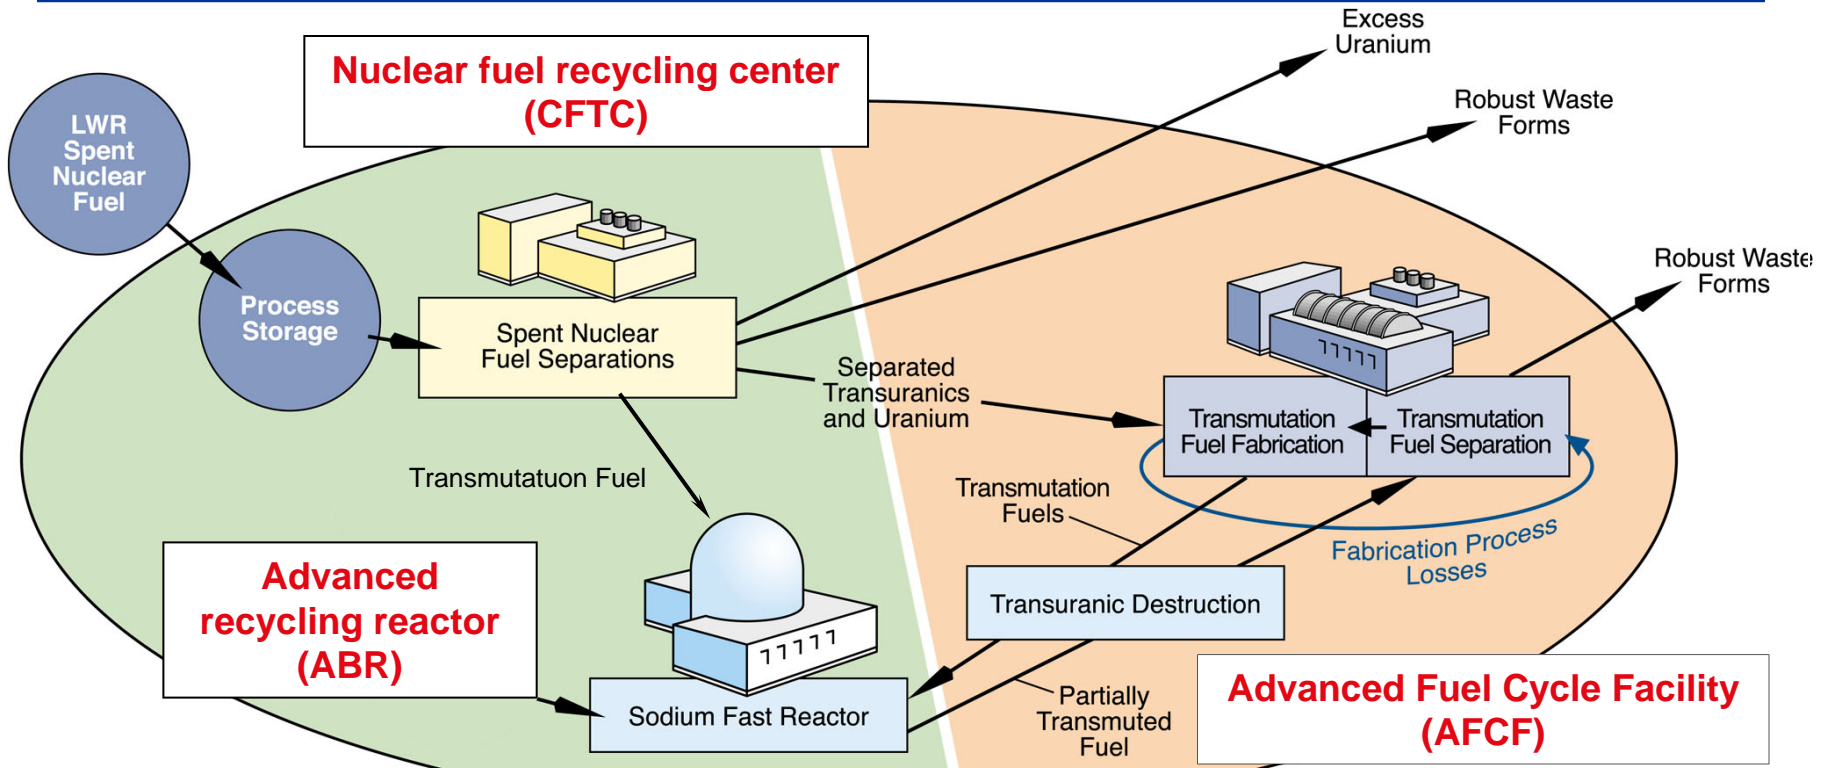 Excess
Uranium
Nuclear fuel recycling center
(CFTC)
Robust Waste
Forms
LWR
Spent
Nuclear
Fuel
Robust Waste
Forms
Process
Storage
Spent Nuclear
Fuel Separations
Separated
Transuranics
and Uranium
Transmutation
Fuel Fabrication
Transmutation
Fuel Separation
Transmutatuon Fuel
Transmutation
Fuels
Fabrication Process
Losses
Advanced
recycling reactor
(ABR)
Transuranic Destruction
Sodium Fast Reactor
Partially
Transmuted
Fuel
Advanced Fuel Cycle Facility
(AFCF)